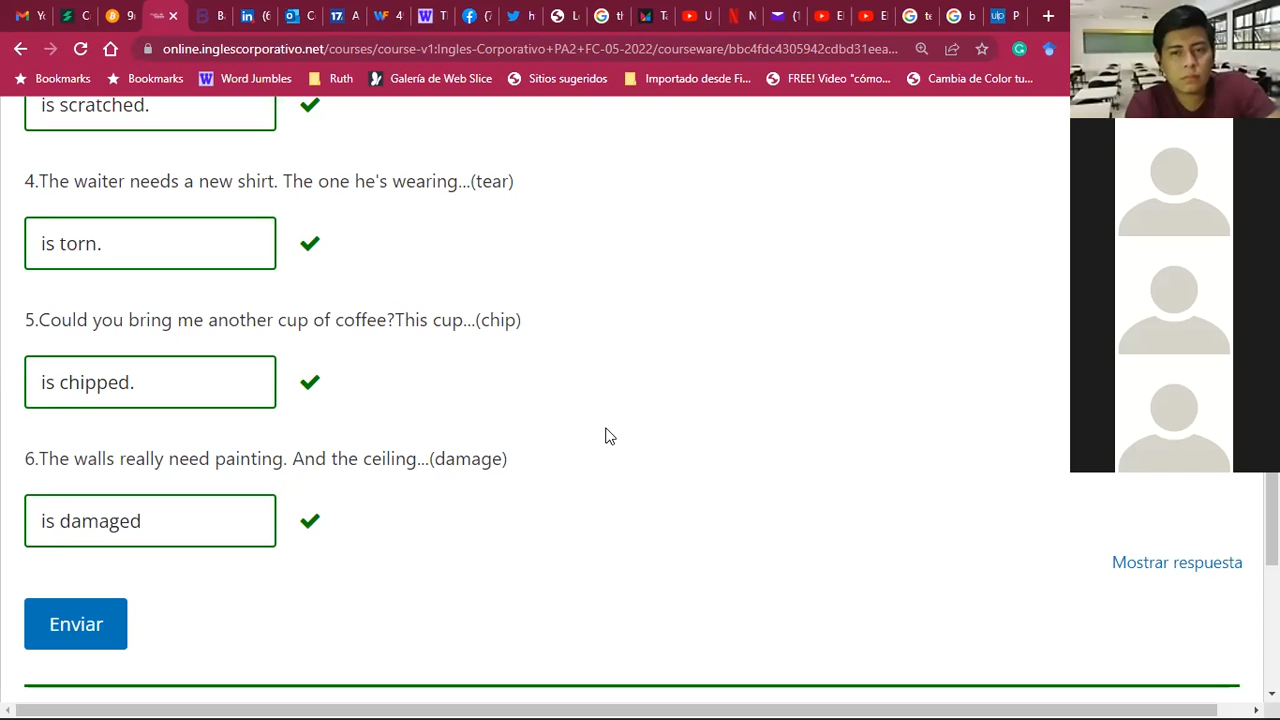 online.inglescorporativo.net/courses/course-v1:Ingles-Corporativo+PA2+FC-05-2022/courseware/bbc4fdc4305942cdbd31eea...
Bookmarks
Bookmarks
Word Jumbles
Ruth
Galería de Web Slice
Sitios sugeridos
Importado desde Fi...
FREE! Video "cómo...
Cambia de Color tu...
is scratched.
4.The waiter needs a new shirt. The one he's wearing...(tear)
is torn.
5.Could you bring me another cup of coffee?This cup...(chip)
is chipped.
6.The walls really need painting. And the ceiling...(damage)
is damaged
Mostrar respuesta
Enviar